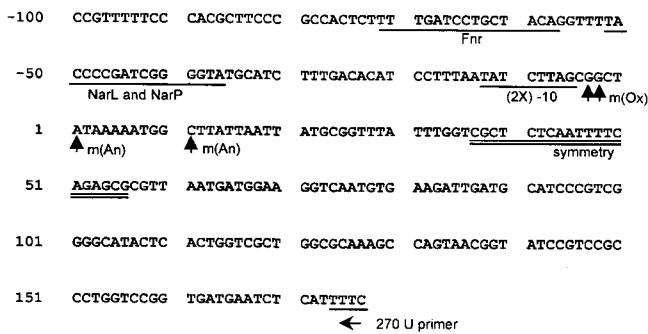 -100 CCGTTTTTCC CACGCTTCCC GCCACTCTTT TGATCCTGCT ACAGGTTTTA
Fnr
-50 CCCCGATCGG GGTATGCATC TTTGACACAT CCTTTAATAT CTTAGCGGCT
NarL and NarP (2X) -10 m(Ox)
1 ATAAAAATGG CTTATTAATT ATGCGGTTTA TTTGGTCGCT CTCAATTTTC
m(An) m(An) symmetry
51 AGAGCGCGTT AATGATGGAA GGTCAATGTG AAGATTGATG CATCCCGTCG
101 GGGCATACTC ACTGGTCGCT GGCGCAAAGC CAGTAACGGT ATCCGTCCGC
151 CCTGGTCCGG TGATGAATCT CATTTTC
270 U primer